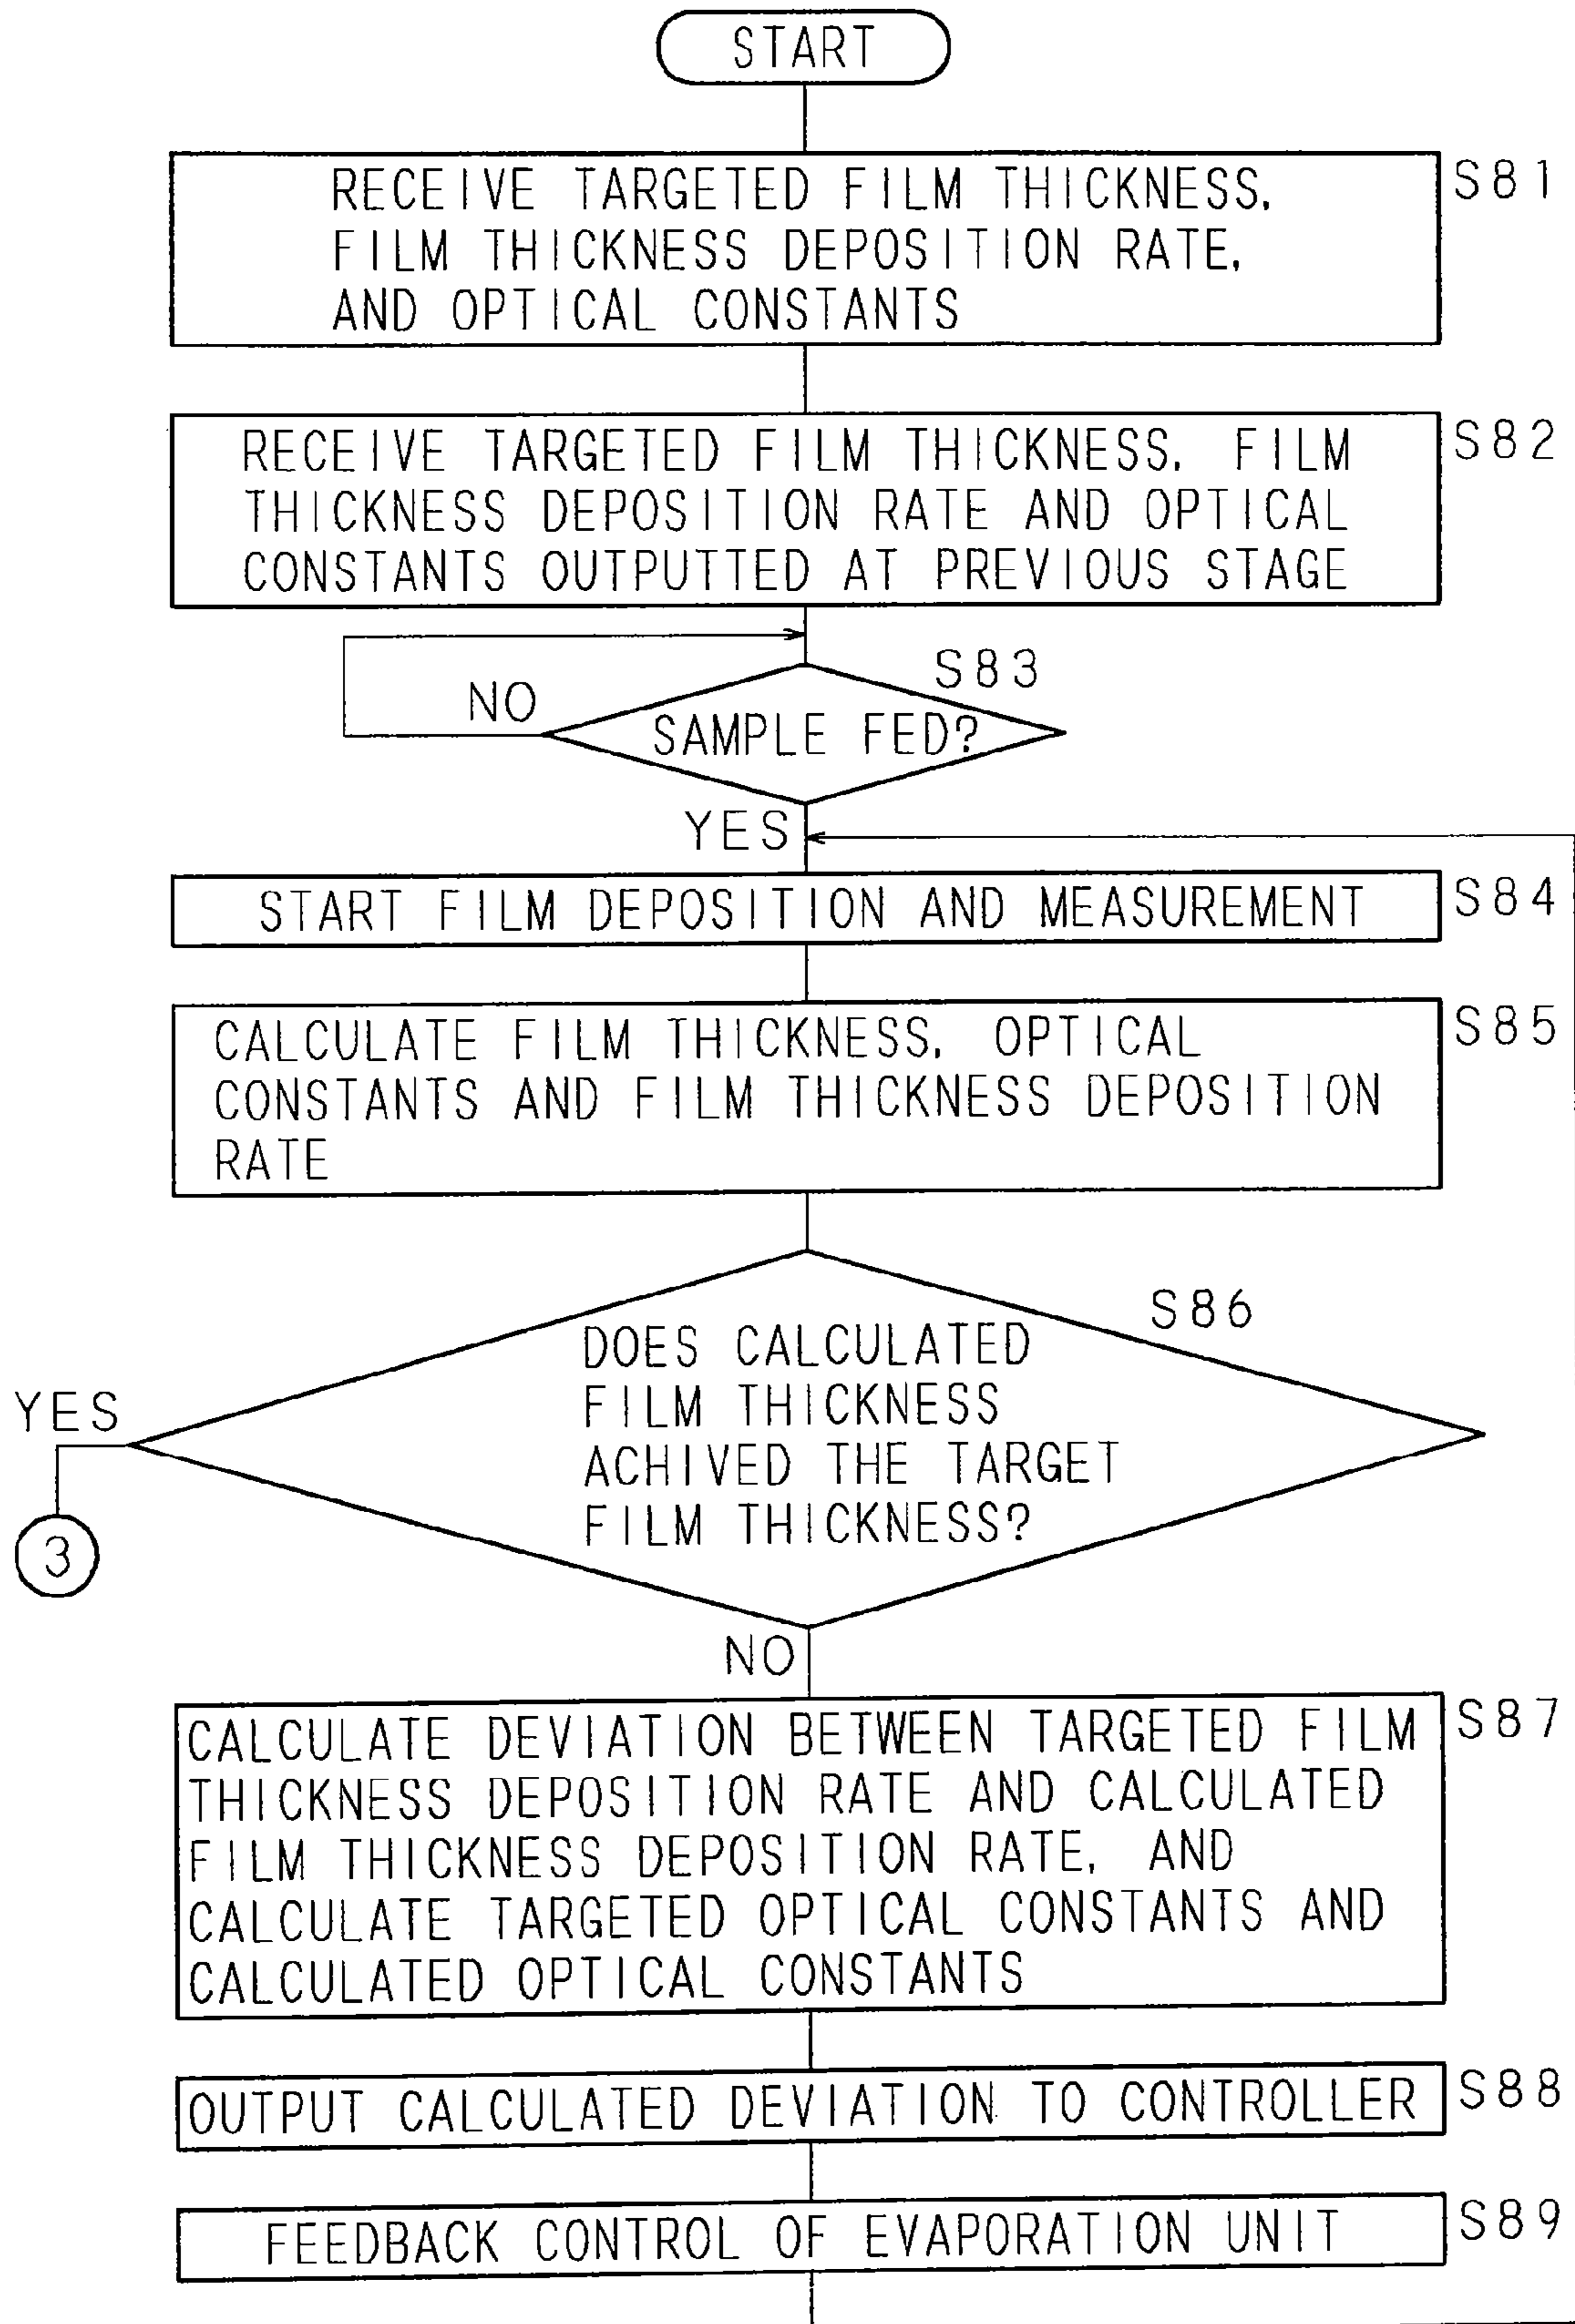 START
RECEIVE TARGETED FILM THICKNESS,
FILM THICKNESS DEPOSITION RATE,
AND OPTICAL CONSTANTS
S81
RECEIVE TARGETED FILM THICKNESS, FILM
THICKNESS DEPOSITION RATE AND OPTICAL
CONSTANTS OUTPUTTED AT PREVIOUS STAGE
S82
S83
NO
SAMPLE FED?
YES
START FILM DEPOSITION AND MEASUREMENT
S84
CALCULATE FILM THICKNESS, OPTICAL
CONSTANTS AND FILM THICKNESS DEPOSITION
RATE
S85
S86
DOES CALCULATED
FILM THICKNESS
ACHIVED THE TARGET
FILM THICKNESS?
YES
3
NO
CALCULATE DEVIATION BETWEEN TARGETED FILM
THICKNESS DEPOSITION RATE AND CALCULATED
FILM THICKNESS DEPOSITION RATE, AND
CALCULATE TARGETED OPTICAL CONSTANTS AND
CALCULATED OPTICAL CONSTANTS
S87
OUTPUT CALCULATED DEVIATION TO CONTROLLER
S88
FEEDBACK CONTROL OF EVAPORATION UNIT
S89